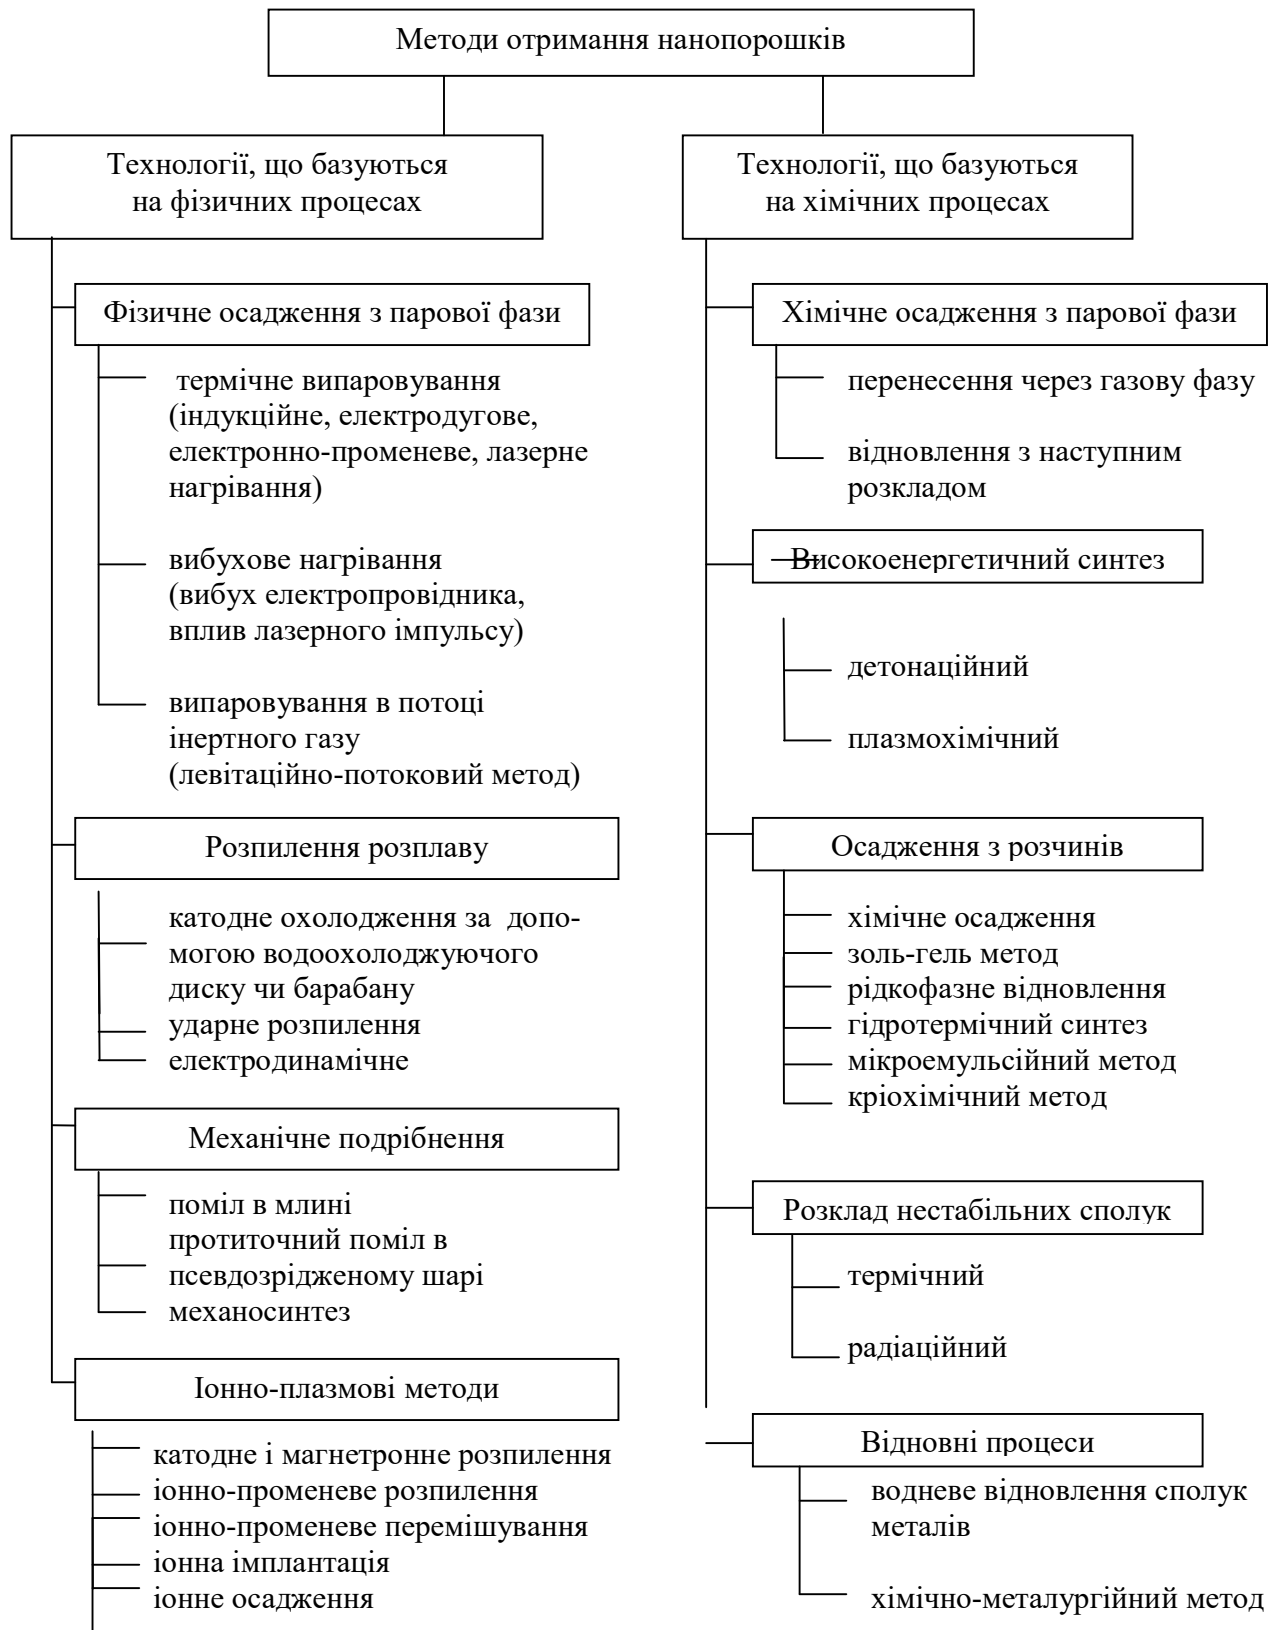 Методи отримання нанопорошків
Технології, що базуються
на фізичних процесах
Фізичне осадження з парової фази
термічне випаровування
(індукційне, електродугове,
електронно-променеве, лазерне
нагрівання)
вибухове нагрівання
(вибух електропровідника,
вплив лазерного імпульсу)
випаровування в потоці
інертного газу
(левітаційно-потоковий метод)
Розпилення розплаву
катодне охолодження за допо-
могою водоохолоджуючого
диску чи барабану
ударне розпилення
електродинамічне
Механічне подрібнення
поміл в млині
протиточний поміл в
псевдозрідженому шарі
механосинтез
Іонно-плазмові методи
катодне і магнетронне розпилення
іонно-променеве розпилення
іонно-променеве перемішування
іонна імплантація
іонне осадження
Технології, що базуються
на хімічних процесах
Хімічне осадження з парової фази
перенесення через газову фазу
відновлення з наступним
розкладом
Високоенергетичний синтез
детонаційний
плазмохімічний
Осадження з розчинів
хімічне осадження
золь-гель метод
рідкофазне відновлення
гідротермічний синтез
мікроемульсійний метод
кріохімічний метод
Розклад нестабільних сполук
термічний
радіаційний
Відновні процеси
водневе відновлення сполук
металів
хімічно-металургійний метод